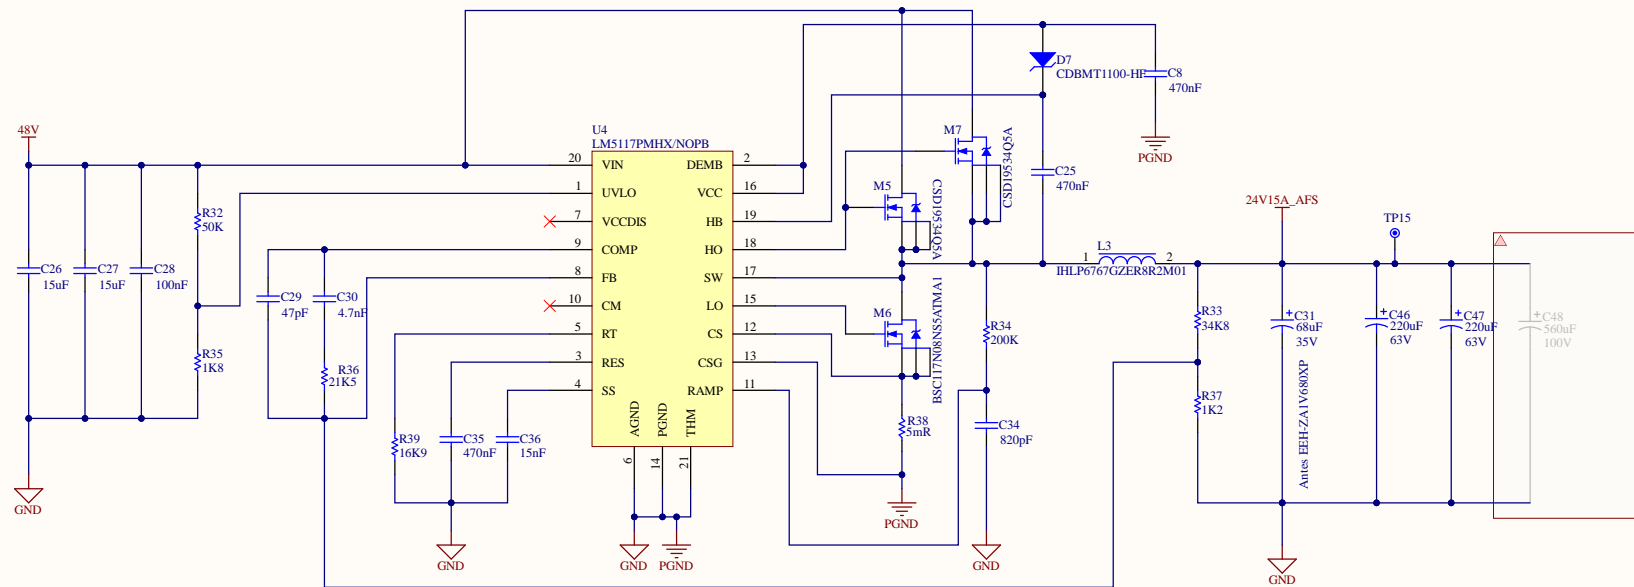 48V
C26
15uF
C27
15uF
C28
100nF
R32
50K
R35
1K8
GND
C29
47pF
C30
4.7nF
R36
21K5
R39
16K9
C35
470nF
C36
15nF
GND
U4
LM5117PMHX/NOPB
20 VIN
1 UVLO
7 VCCDIS
9 COMP
8 FB
10 CM
5 RT
3 RES
4 SS
DEMB 2
VCC 16
HB 19
HO 18
SW 17
LO 15
CS 12
CSG 13
RAMP 11
AGND 6
PGND 14
THM 21
GND
PGND
M5
CSD19534Q5A
M7
CSD19534Q5A
M6
BSC117N08NS5ATMA1
D7
CDBMT1100-HF
C8
470nF
PGND
C25
470nF
R34
200K
R38
5mR
PGND
C34
820pF
GND
1 L3 2
IHLP6767GZER8R2M01
24V15A_AFS
TP15
R33
34K8
R37
1K2
C31
68uF
35V
Antes EEH-ZA1V680XP
C46
220uF
63V
C47
220uF
63V
C48
560uF
100V
GND